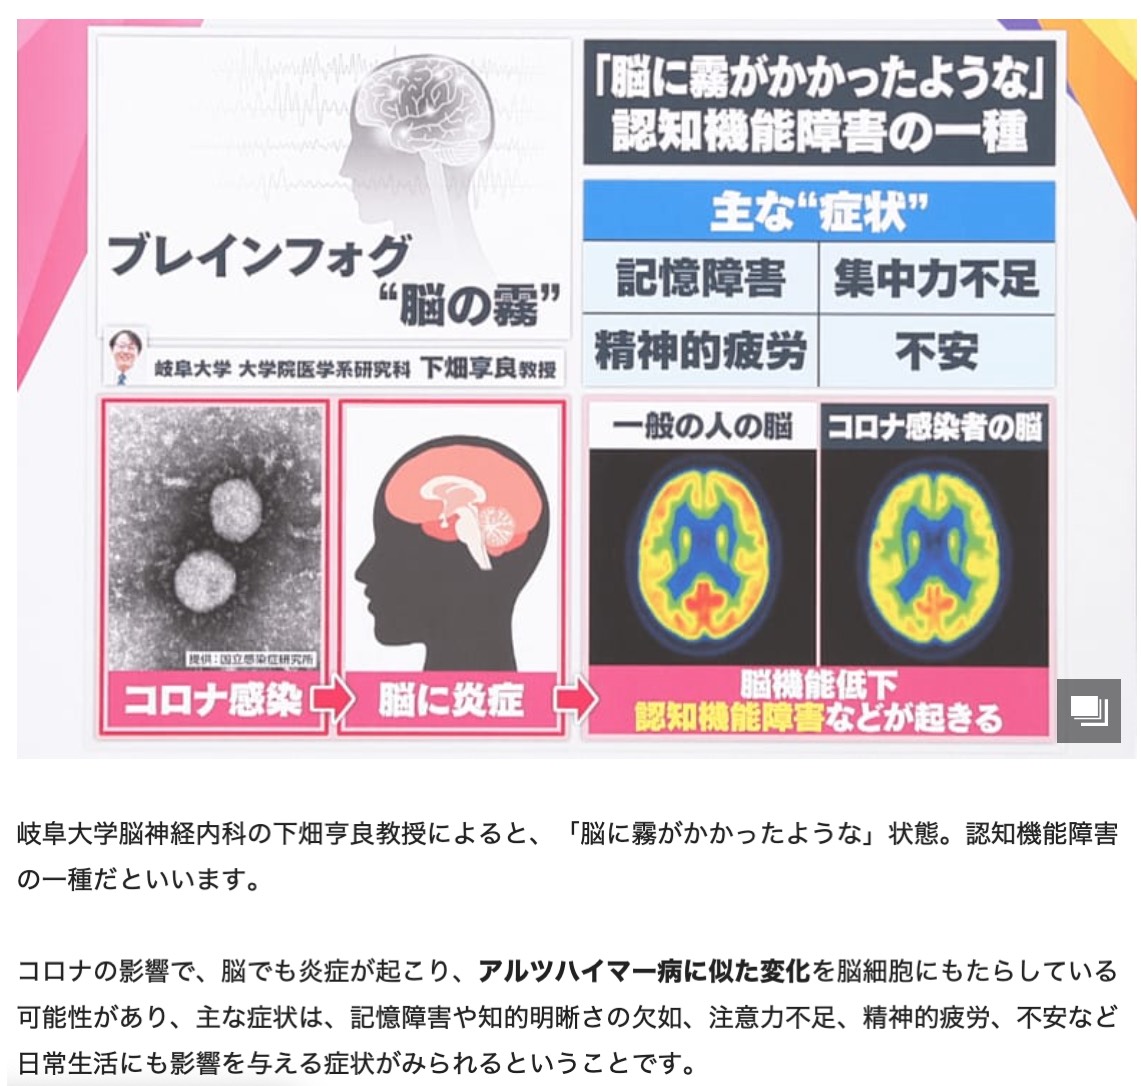 ブレインフォグ
“脳の霧”
岐阜大学 大学院医学系研究科 下畑享良教授
「脳に霧がかかったような」
認知機能障害の一種
主な“症状”
記憶障害 集中力不足
精神的疲労 不安
提供：国立感染症研究所
コロナ感染
脳に炎症
一般の人の脳 コロナ感染者の脳
脳機能低下
認知機能障害などが起きる
岐阜大学脳神経内科の下畑亨良教授によると、「脳に霧がかかったような」状態。認知機能障害
の一種だといいます。
コロナの影響で、脳でも炎症が起こり、アルツハイマー病に似た変化を脳細胞にもたらしている
可能性があり、主な症状は、記憶障害や知的明晰さの欠如、注意力不足、精神的疲労、不安など
日常生活にも影響を与える症状がみられるということです。